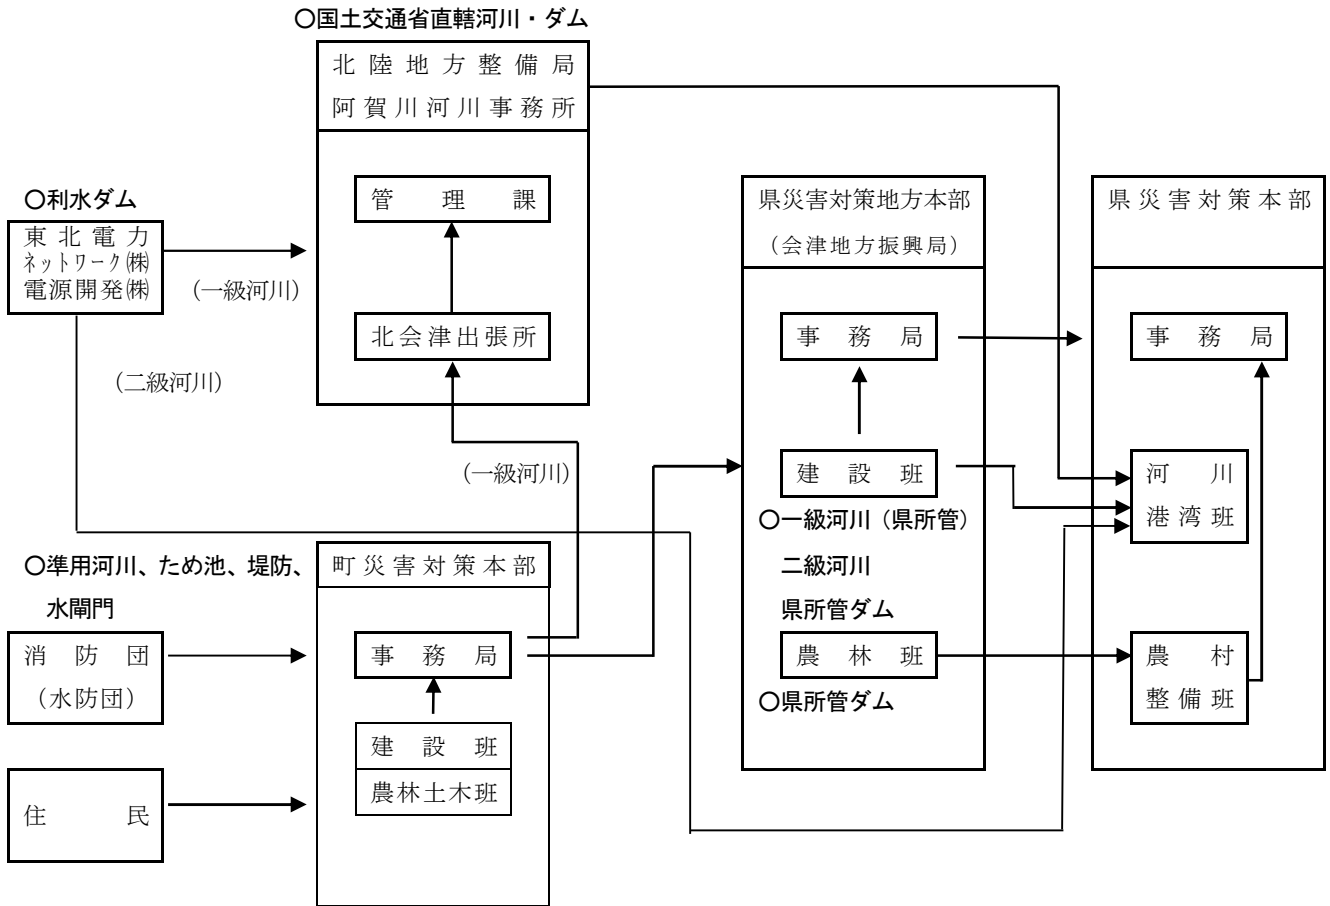 〇国土交通省直轄河川・ダム
北陸地方整備局
阿賀川河川事務所
管理課
北会津出張所
〇利水ダム
東北電力
ネットワーク㈱
電源開発㈱
（一級河川）
（二級河川）
（一級河川）
〇準用河川、ため池、堤防、
水閘門
消防団
（水防団）
住民
町災害対策本部
事務局
建設班
農林土木班
県災害対策地方本部
（会津地方振興局）
事務局
建設班
〇一級河川（県所管）
二級河川
県所管ダム
農林班
〇県所管ダム
県災害対策本部
事務局
河川
港湾班
農村
整備班